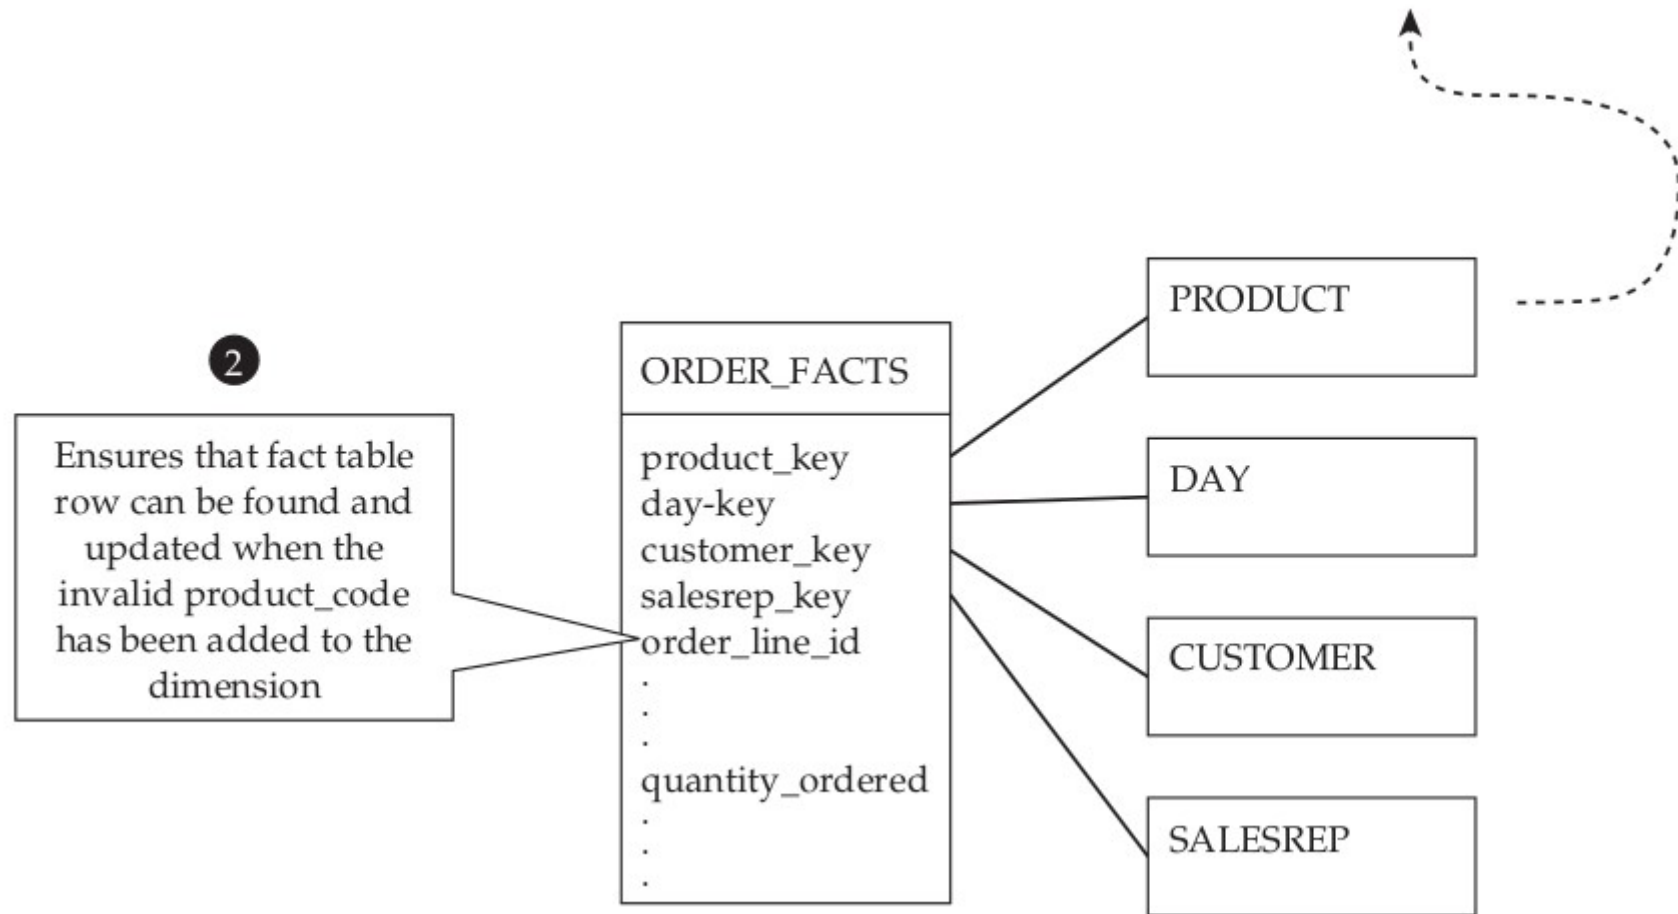 2
Ensures that fact table
row can be found and
updated when the
invalid product_code
has been added to the
dimension
ORDER_FACTS
product_key
day-key
customer_key
salesrep_key
order_line_id
.
.
.
quantity_ordered
.
.
.
PRODUCT
DAY
CUSTOMER
SALESREP